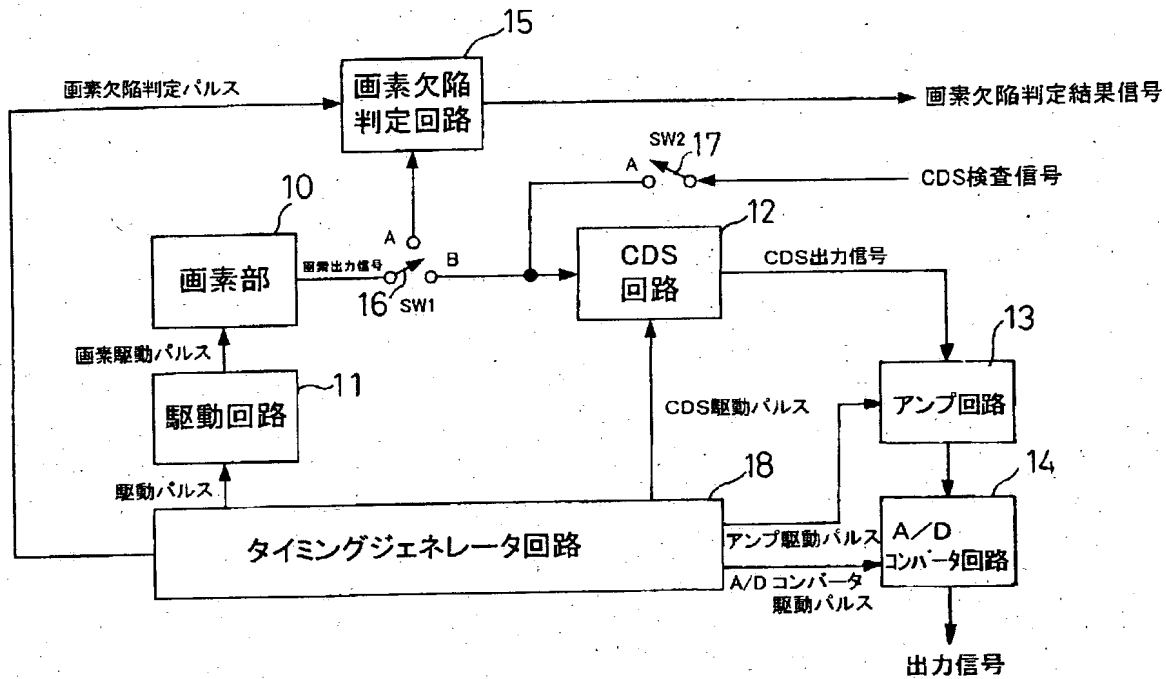 15
画素欠陥判定パルス
画素欠陥
判定回路
画素欠陥判定結果信号
SW2
17
A
CDS検査信号
10
画素部
画素出力信号
A
B
16
SW1
12
CDS
回路
CDS出力信号
13
画素駆動パルス
11
駆動回路
CDS駆動パルス
アンプ回路
駆動パルス
18
14
タイミングジェネレータ回路
アンプ駆動パルス
A/D
コンバータ回路
A/Dコンバータ
駆動パルス
出力信号